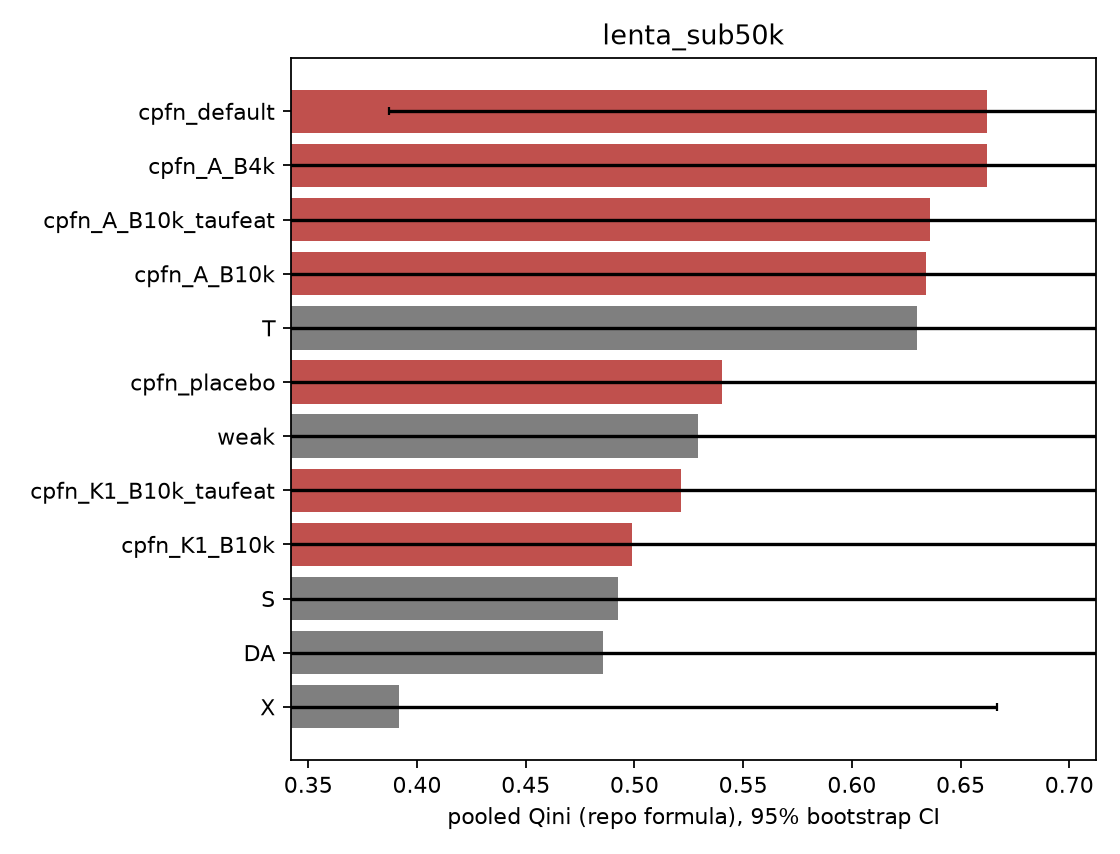 lenta_sub50k
cpfn_default
cpfn_A_B4k
cpfn_A_B10k_taufeat
cpfn_A_B10k
T
cpfn_placebo
weak
cpfn_K1_B10k_taufeat
cpfn_K1_B10k
S
DA
X
0.35 0.40 0.45 0.50 0.55 0.60 0.65 0.70
pooled Qini (repo formula), 95% bootstrap CI